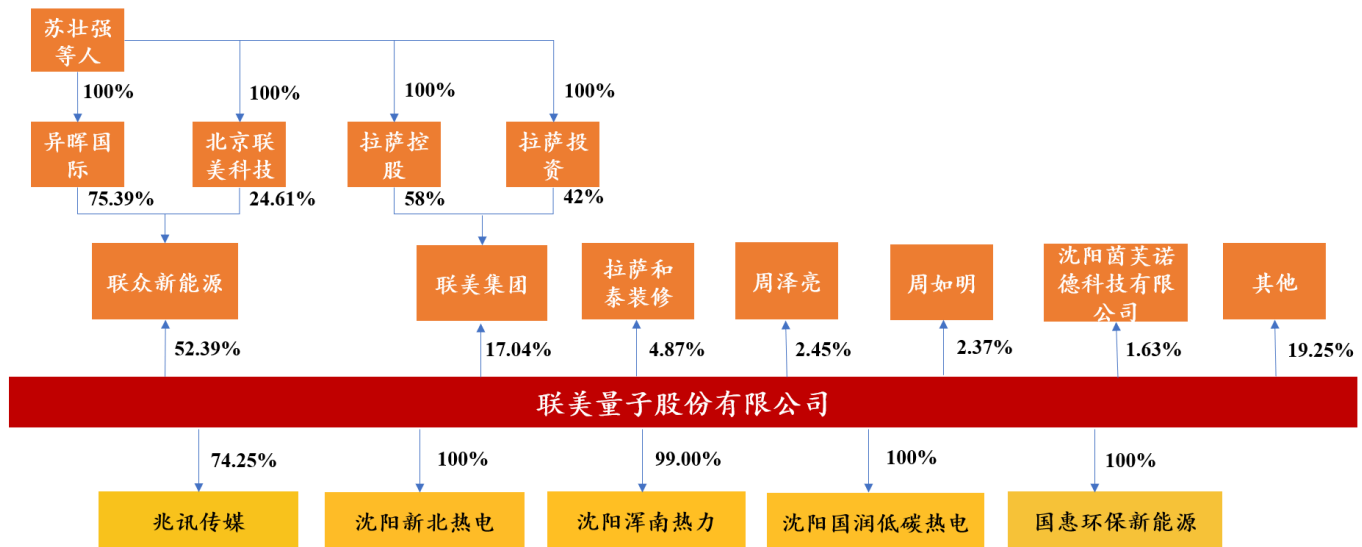 苏壮强
等人
100%
100%
100%
100%
异晖国
际
北京联
美科技
拉萨控
股
拉萨投
资
75.39%
24.61%
58%
42%
联众新能源
联美集团
拉萨和
泰装修
周泽亮
周如明
沈阳茵芙诺
德科技有限
公司
其他
52.39%
17.04%
4.87%
2.45%
2.37%
1.63%
19.25%
联美量子股份有限公司
74.25%
100%
99.00%
100%
100%
兆讯传媒
沈阳新北热电
沈阳浑南热力
沈阳国润低碳热电
国惠环保新能源